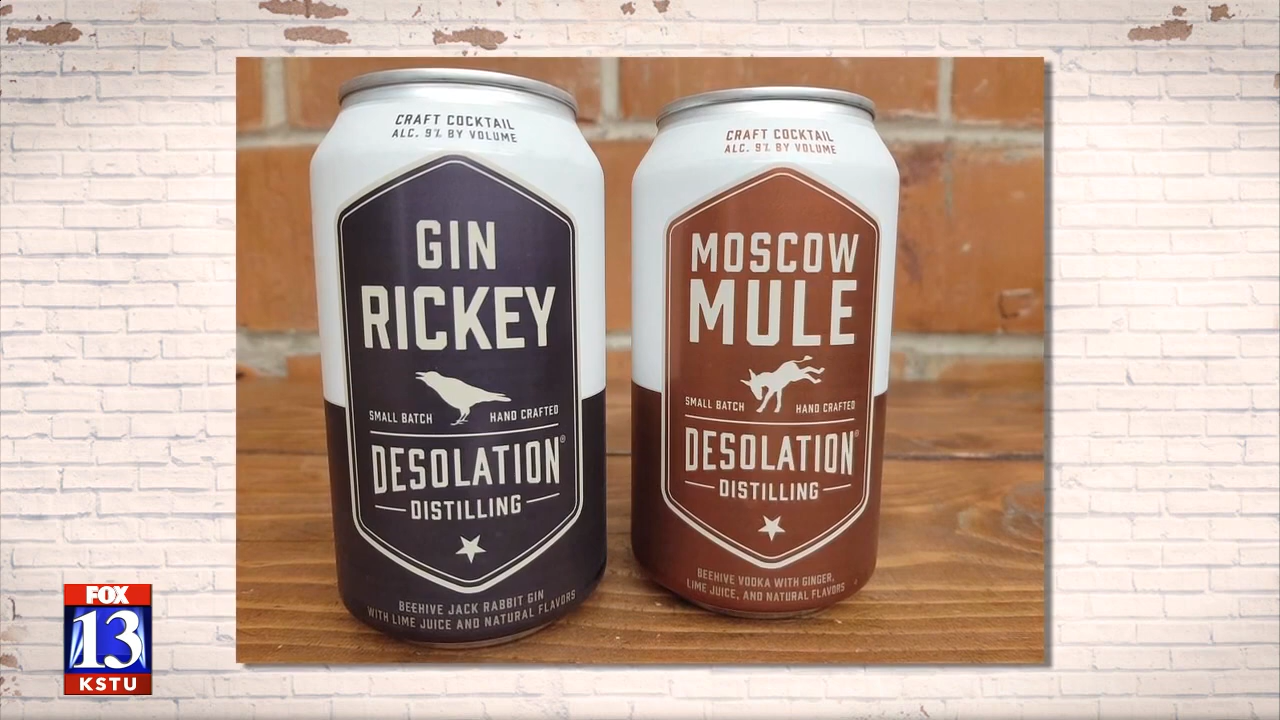 CRAFT COCKTAIL
ALC. 9% BY VOLUME
GIN
RICKEY
SMALL BATCH HAND CRAFTED
DESOLATION®
DISTILLING
BEEHIVE JACK RABBIT GIN
WITH LIME JUICE AND NATURAL FLAVORS
CRAFT COCKTAIL
ALC. 9% BY VOLUME
MOSCOW
MULE
SMALL BATCH HAND CRAFTED
DESOLATION®
DISTILLING
BEEHIVE VODKA WITH GINGER,
LIME JUICE, AND NATURAL FLAVORS
FOX
13
KSTU